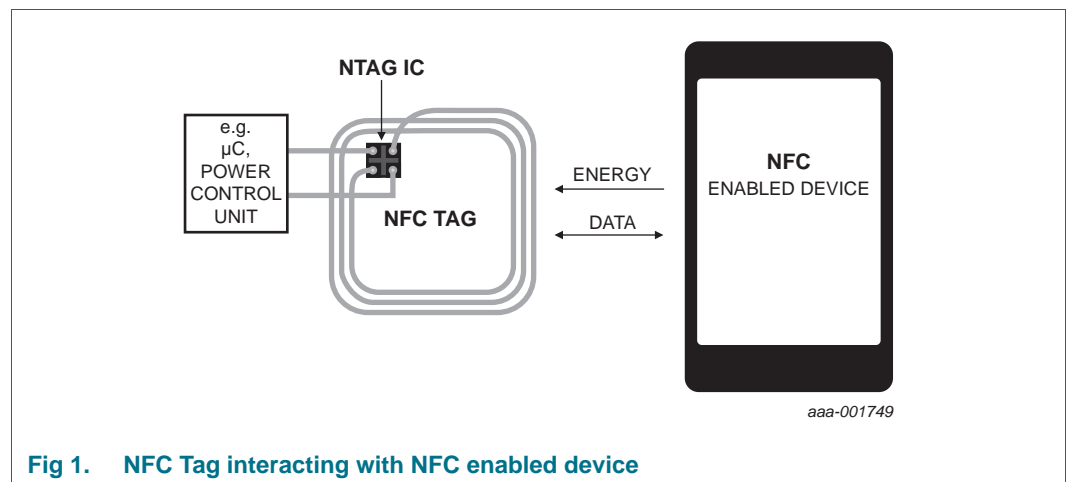 NTAG IC
e.g.
µC,
POWER
CONTROL
UNIT
NFC TAG
ENERGY
DATA
NFC
ENABLED DEVICE
aaa-001749
Fig 1. NFC Tag interacting with NFC enabled device